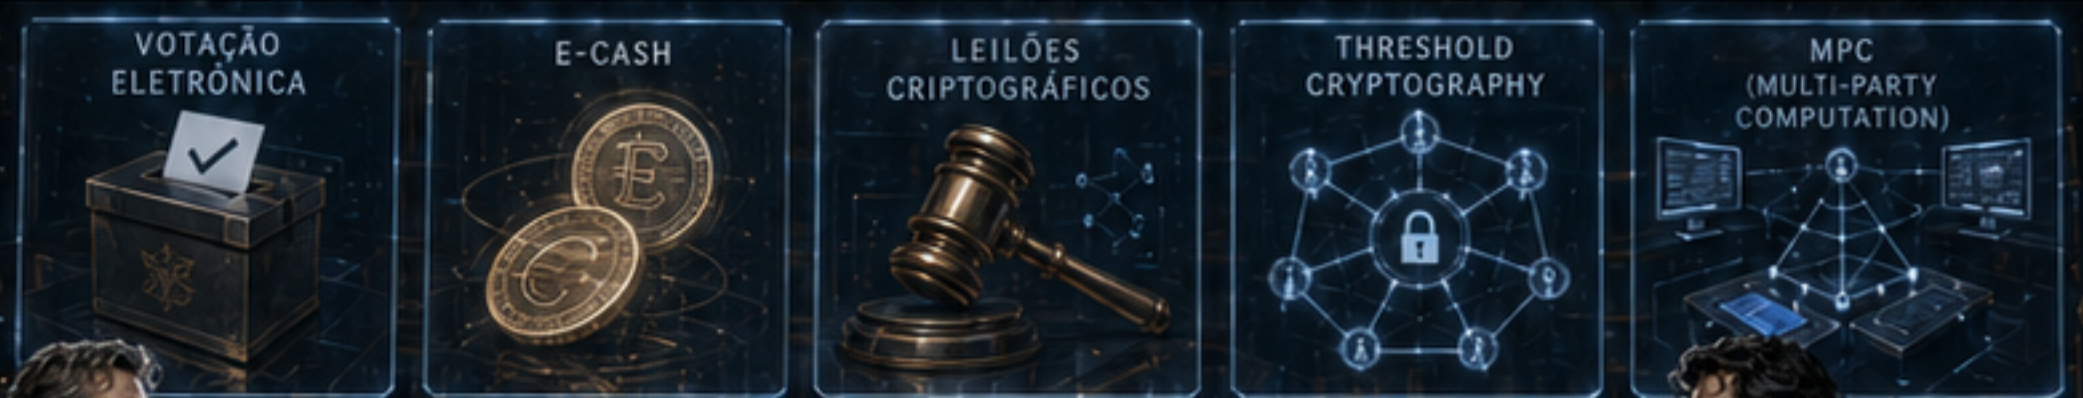 VOTAÇÃO
ELETRÔNICA
E-CASH
LEILÕES
CRIPTOGRÁFICOS
THRESHOLD
CRYPTOGRAPHY
MPC
(MULTI-PARTY
COMPUTATION)